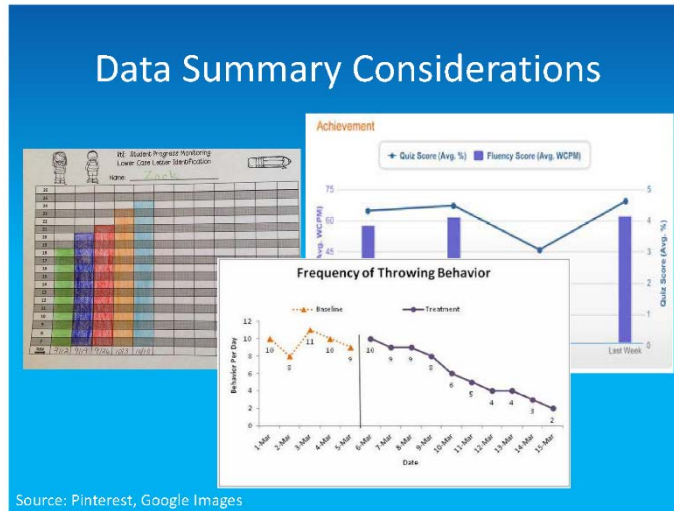 Data Summary Considerations
RtI: Student Progress Monitoring
Lower Case Letter Identification
Name: Zack
Achievement
Quiz Score (Avg. %) Fluency Score (Avg. WCPM)
75
60
45
Avg. WCPM)
5
4
3
2
1
0
Quiz Score (Avg. %)
Last Week
Frequency of Throwing Behavior
Baseline
Treatment
Behavior Per Day
12
10
8
6
4
2
0
10
8
11
10
9
10
9
9
8
6
5
4
4
3
2
1-Mar
2-Mar
3-Mar
4-Mar
5-Mar
6-Mar
7-Mar
8-Mar
9-Mar
10-Mar
11-Mar
12-Mar
13-Mar
14-Mar
15-Mar
Date
Source: Pinterest, Google Images